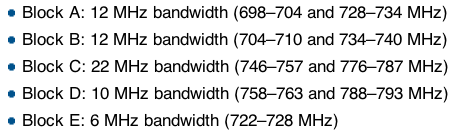 • Block A: 12 MHz bandwidth (698–704 and 728–734 MHz)
• Block B: 12 MHz bandwidth (704–710 and 734–740 MHz)
• Block C: 22 MHz bandwidth (746–757 and 776–787 MHz)
• Block D: 10 MHz bandwidth (758–763 and 788–793 MHz)
• Block E: 6 MHz bandwidth (722–728 MHz)